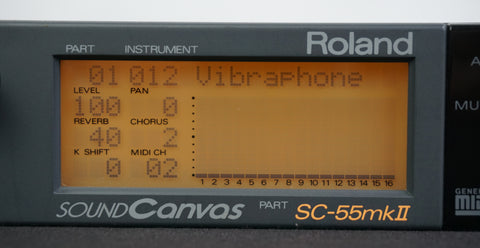 Roland
PART INSTRUMENT
01 012 Vibraphone
LEVEL PAN
100 0
REVERB CHORUS
40 2
K SHIFT MIDI CH
0 02
1 2 3 4 5 6 7 8 9 10 11 12 13 14 15 16
SOUND Canvas PART SC-55mkII
A
MU
GENE